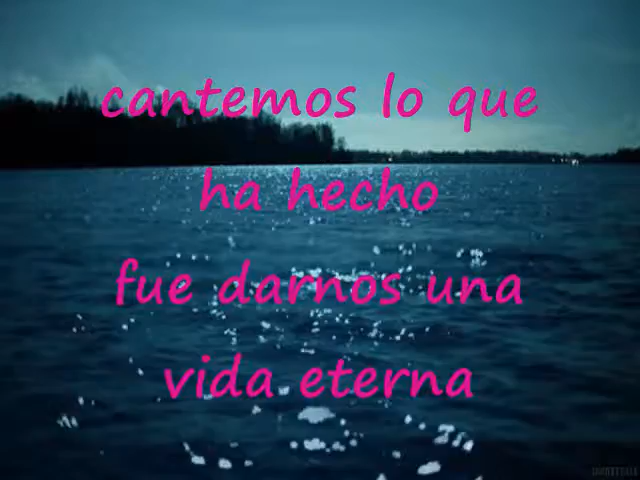 cantemos lo que
ha hecho
fue darnos una
vida eterna